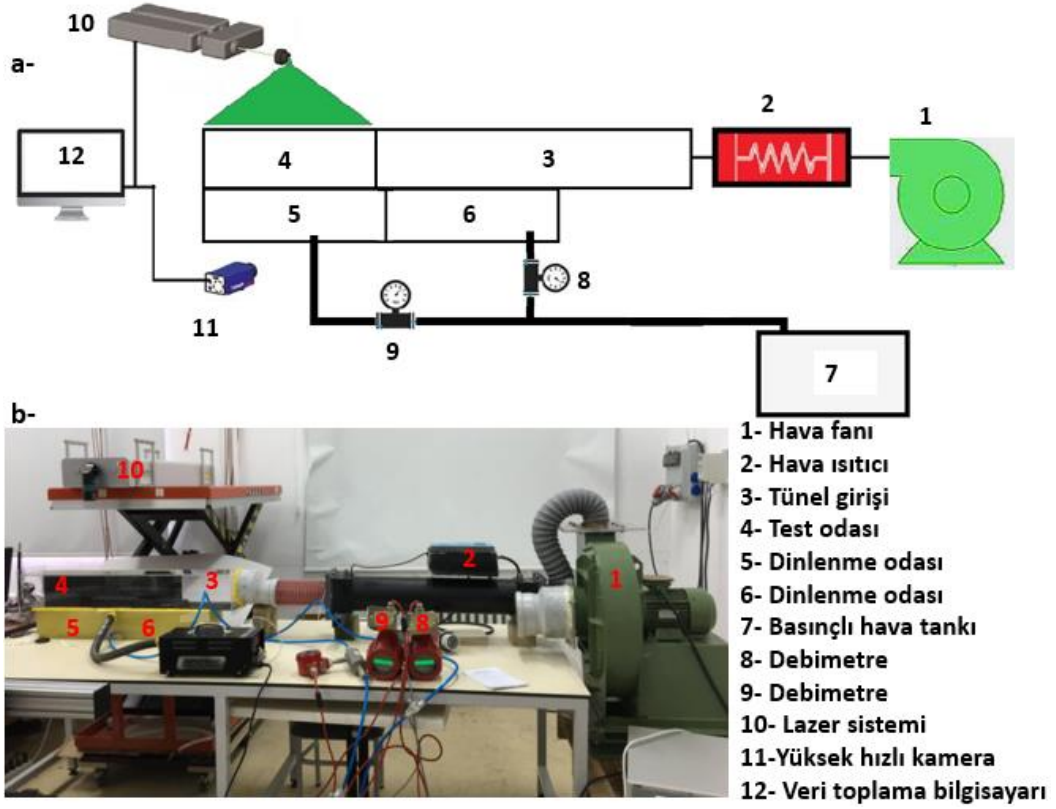 10
a-
2
1
12
4
3
5
6
8
11
9
7
b-
10
2
4
3
1
5
6
9
8
1- Hava fanı
2- Hava ısıtıcı
3- Tünel girişi
4- Test odası
5- Dinlenme odası
6- Dinlenme odası
7- Basınçlı hava tankı
8- Debimetre
9- Debimetre
10- Lazer sistemi
11-Yüksek hızlı kamera
12- Veri toplama bilgisayarı